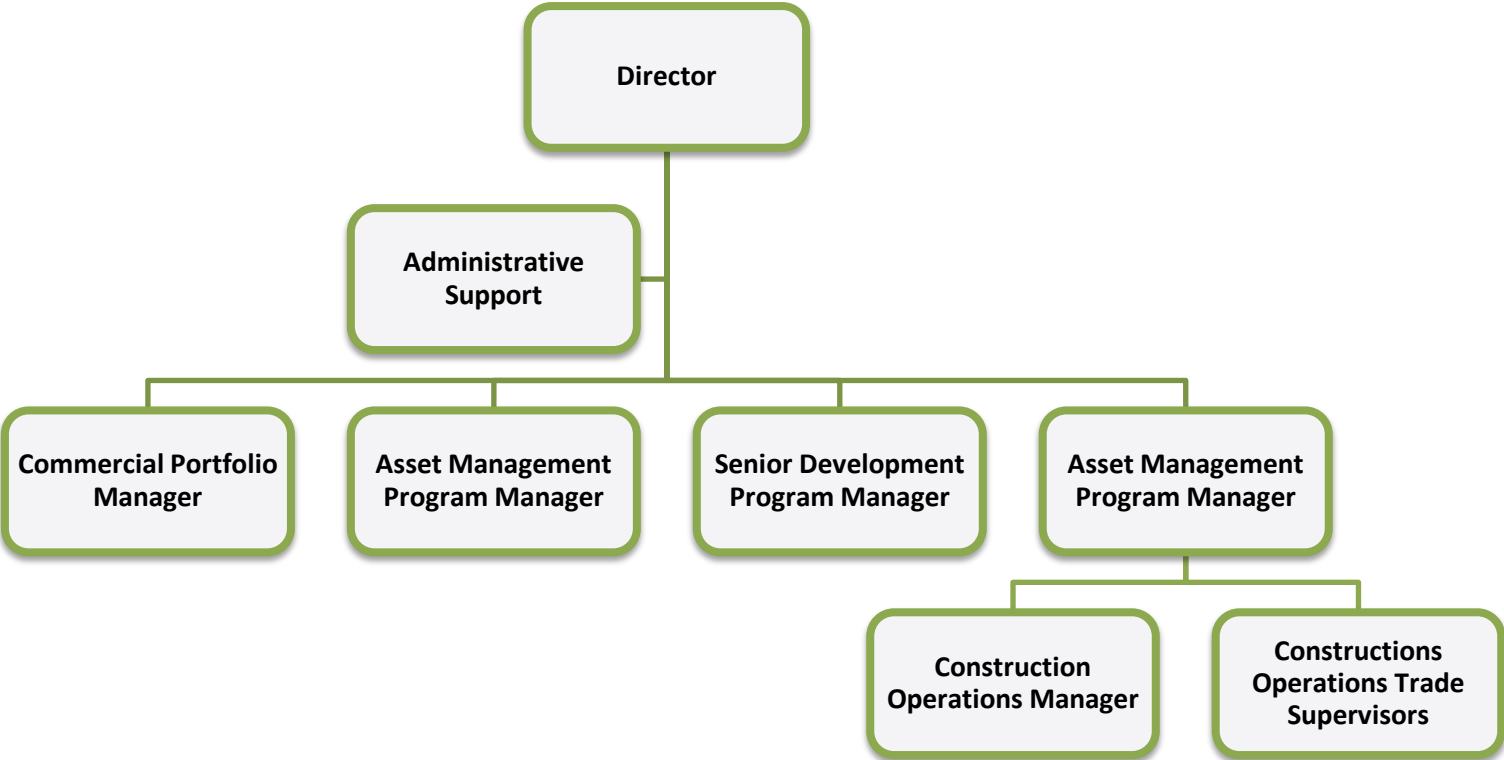 Director
Administrative
Support
Commercial Portfolio
Manager
Asset Management
Program Manager
Senior Development
Program Manager
Asset Management
Program Manager
Construction
Operations Manager
Constructions
Operations Trade
Supervisors